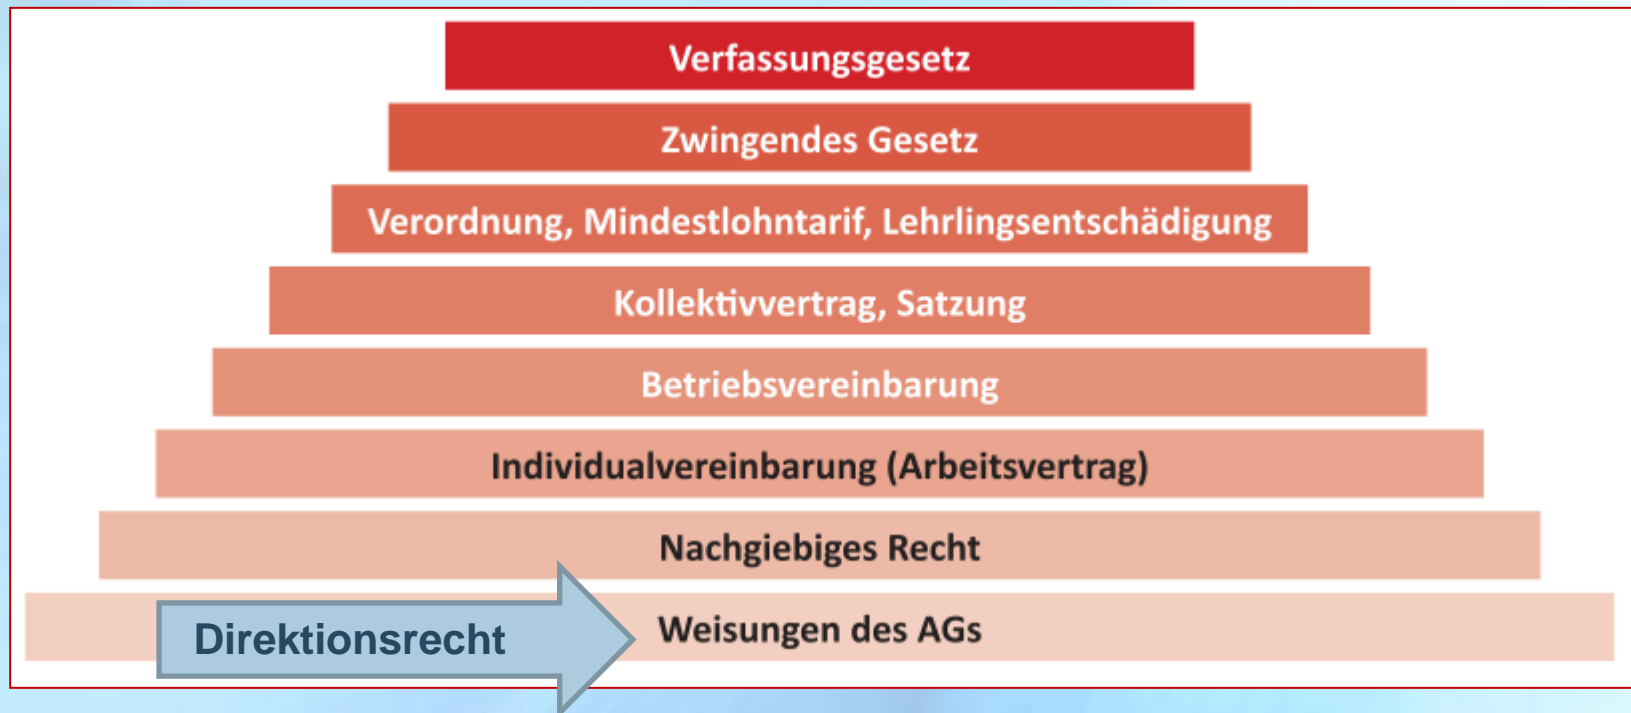 Verfassungsgesetz
Zwingendes Gesetz
Verordnung, Mindestlohntarif, Lehrlingsentschädigung
Kollektivvertrag, Satzung
Betriebsvereinbarung
Individualvereinbarung (Arbeitsvertrag)
Nachgiebiges Recht
Direktionsrecht
Weisungen des AGs